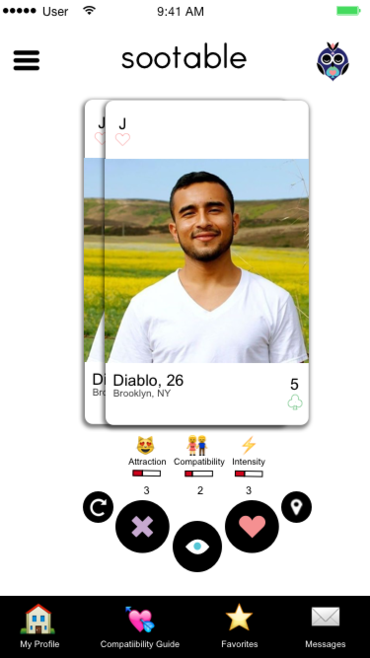 User 9:41 AM
sootable
J J
Diablo, 26 5
Brooklyn, NY
Di
Bro
Attraction Compatibility Intensity
3 2 3
My Profile Compatiibility Guide Favorites Messages